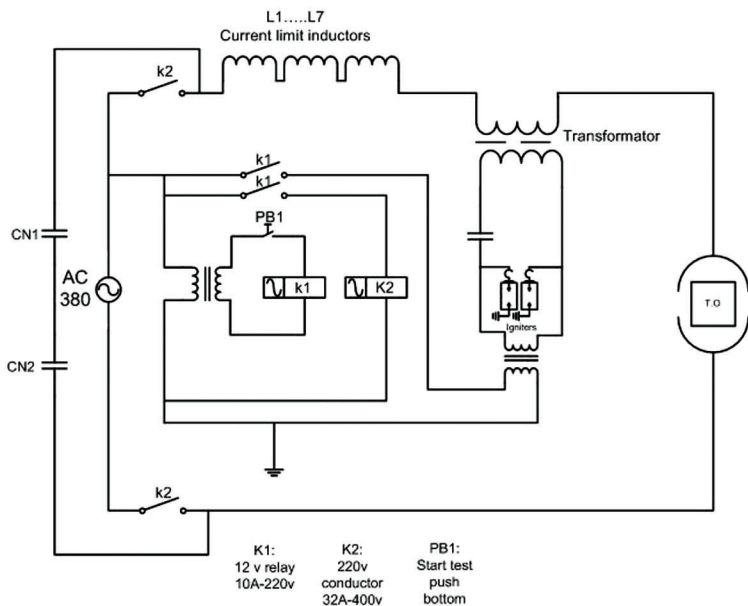 L1.....L7
Current limit inductors
k2
Transformator
k1
k1
PB1
CN1
AC
380
k1
K2
T.O
Igniters
CN2
k2
K1:
12 v relay
10A-220v
K2:
220v
conductor
32A-400v
PB1:
Start test
push
bottom